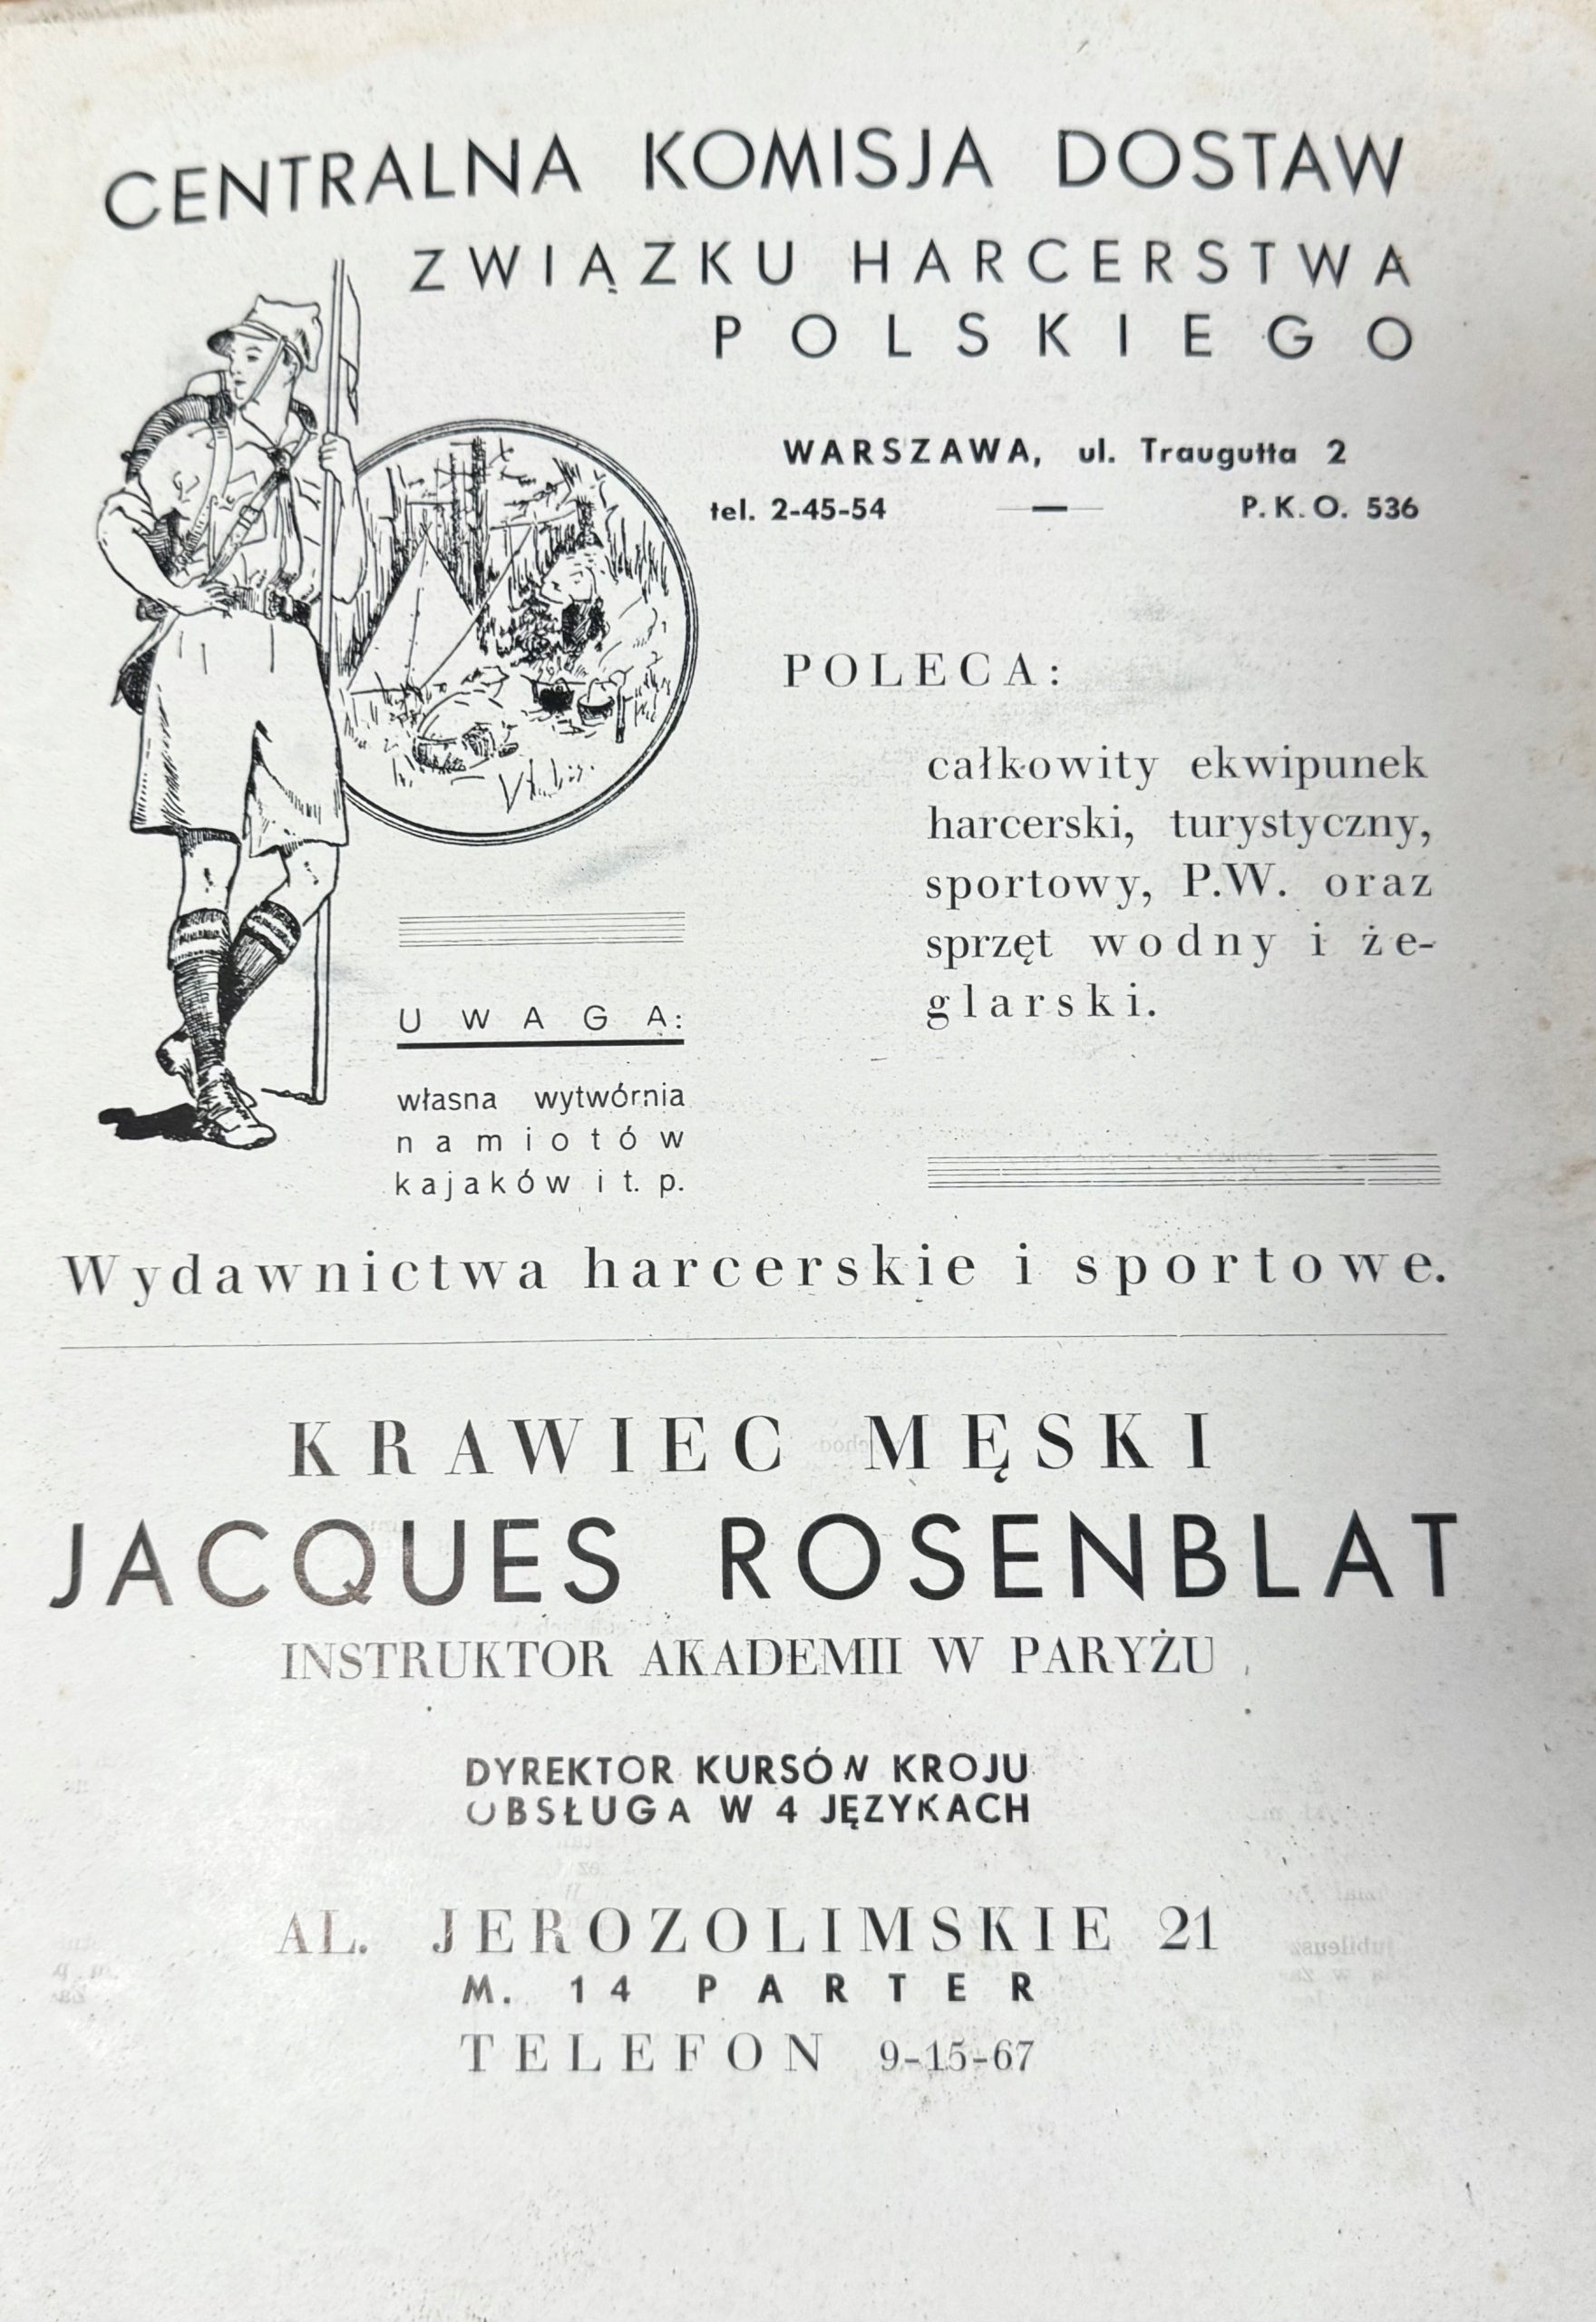 CENTRALNA KOMISJA DOSTAW
ZWIĄZKU HARCERSTWA
POLSKIEGO
WARSZAWA, ul. Traugutta 2
tel. 2-45-54 — P.K.O. 536
POLECA:
całkowity ekwipunek
harcerski, turystyczny,
sportowy, P.W. oraz
sprzęt wodny i że-
glarski.
UWAGA:
własna wytwórnia
namiotów
kajaków i t. p.
Wydawnictwa harcerskie i sportowe.
KRAWIEC MĘSKI
JACQUES ROSENBLAT
INSTRUKTOR AKADEMII W PARYŻU
DYREKTOR KURSÓW KROJU
OBSŁUGA W 4 JĘZYKACH
AL. JEROZOLIMSKIE 21
M. 14 PARTER
TELEFON 9-15-67